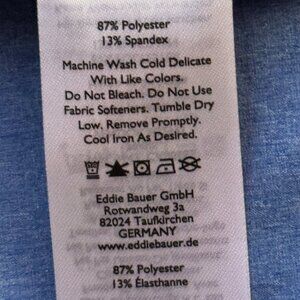 87% Polyester
13% Spandex
Machine Wash Cold Delicate
With Like Colors.
Do Not Bleach. Do Not Use
Fabric Softeners. Tumble Dry
Low. Remove Promptly.
Cool Iron As Desired.
Eddie Bauer GmbH
Rotwandweg 3a
82024 Taufkirchen
GERMANY
www.eddiebauer.de
87% Polyester
13% Élasthanne